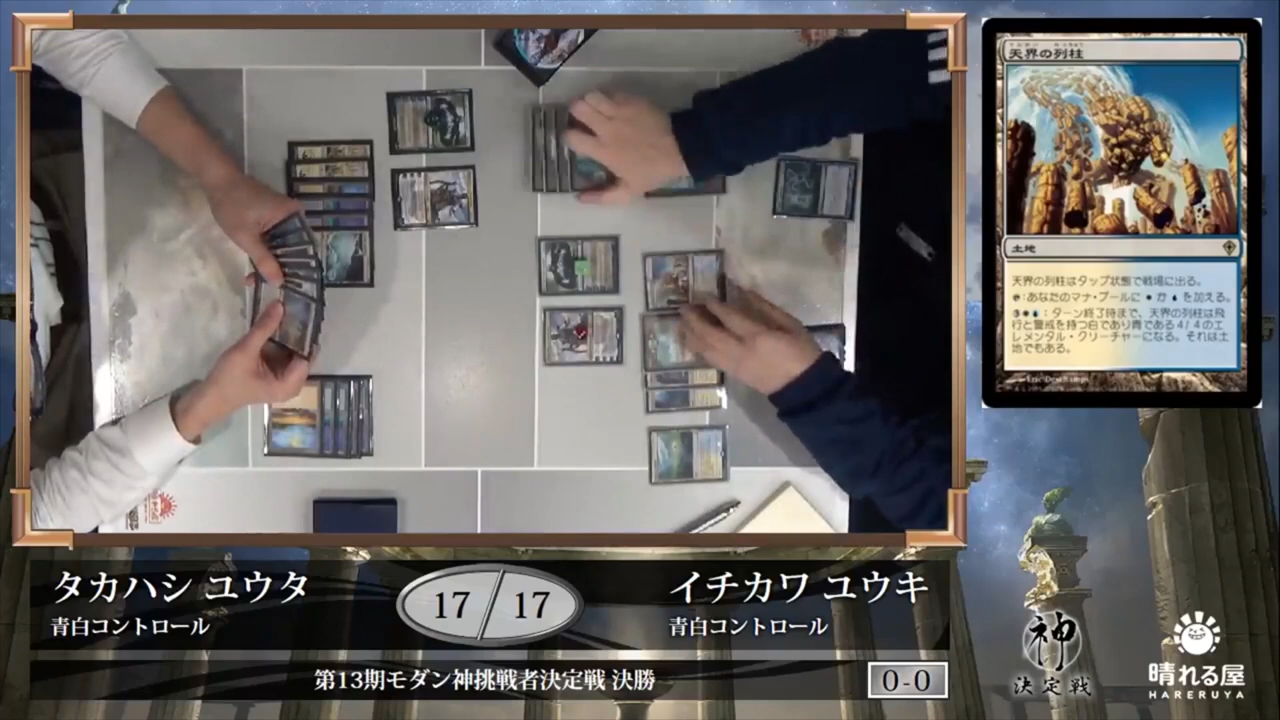 天界の列柱
土地
天界の列柱はタップ状態で戦場に出る。
:あなたのマナ・プールに か を加える。
:ターン終了時まで、天界の列柱は飛
行と警戒を持つ白であり青である4/4のエ
レメンタル・クリーチャーになる。それは土
地でもある。
タカハシ ユウタ
青白コントロール
17/17
イチカワ ユウキ
青白コントロール
第13期モダン神挑戦者決定戦 決勝
0-0
神
決定戦
晴れる屋
HARERUYA